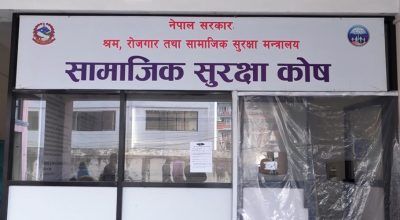 नेपाल सरकार
श्रम, रोजगार तथा सामाजिक सुरक्षा मन्त्रालय
सामाजिक सुरक्षा कोष